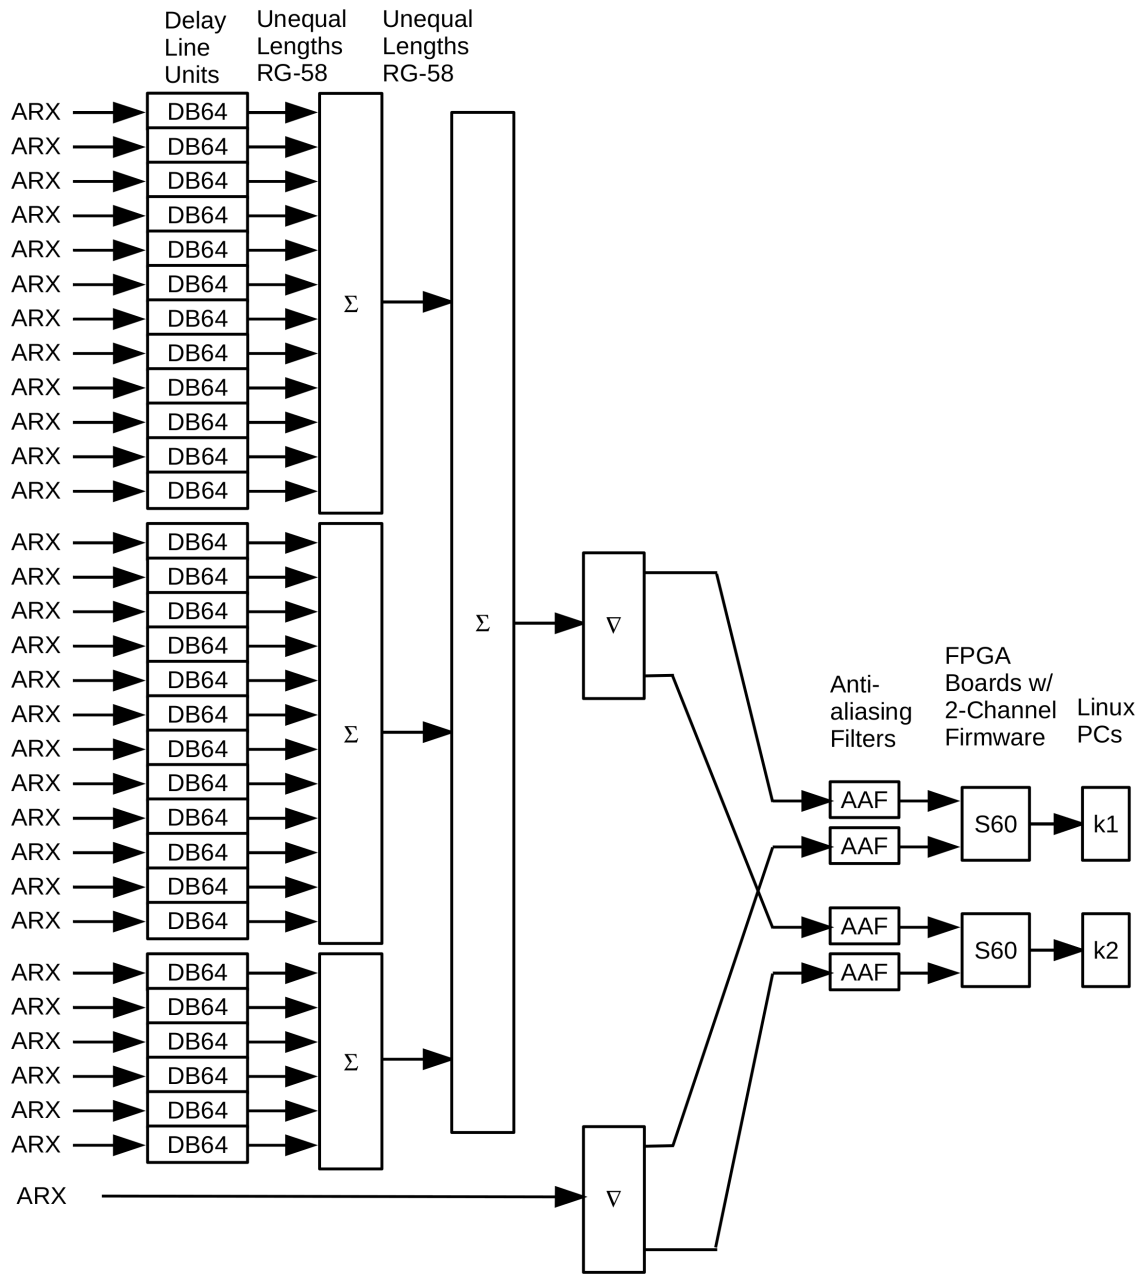 Delay
Line
Units
Unequal
Lengths
RG-58
Unequal
Lengths
RG-58
ARX DB64
ARX DB64
ARX DB64
ARX DB64
ARX DB64
ARX DB64
ARX DB64
ARX DB64
ARX DB64
ARX DB64
ARX DB64
ARX DB64
Σ
ARX DB64
ARX DB64
ARX DB64
ARX DB64
ARX DB64
ARX DB64
ARX DB64
ARX DB64
ARX DB64
ARX DB64
ARX DB64
ARX DB64
Σ
ARX DB64
ARX DB64
ARX DB64
ARX DB64
ARX DB64
ARX DB64
Σ
ARX
Σ
∇
∇
Anti-
aliasing
Filters
FPGA
Boards w/
2-Channel
Firmware
Linux
PCs
AAF
AAF
S60
k1
AAF
AAF
S60
k2